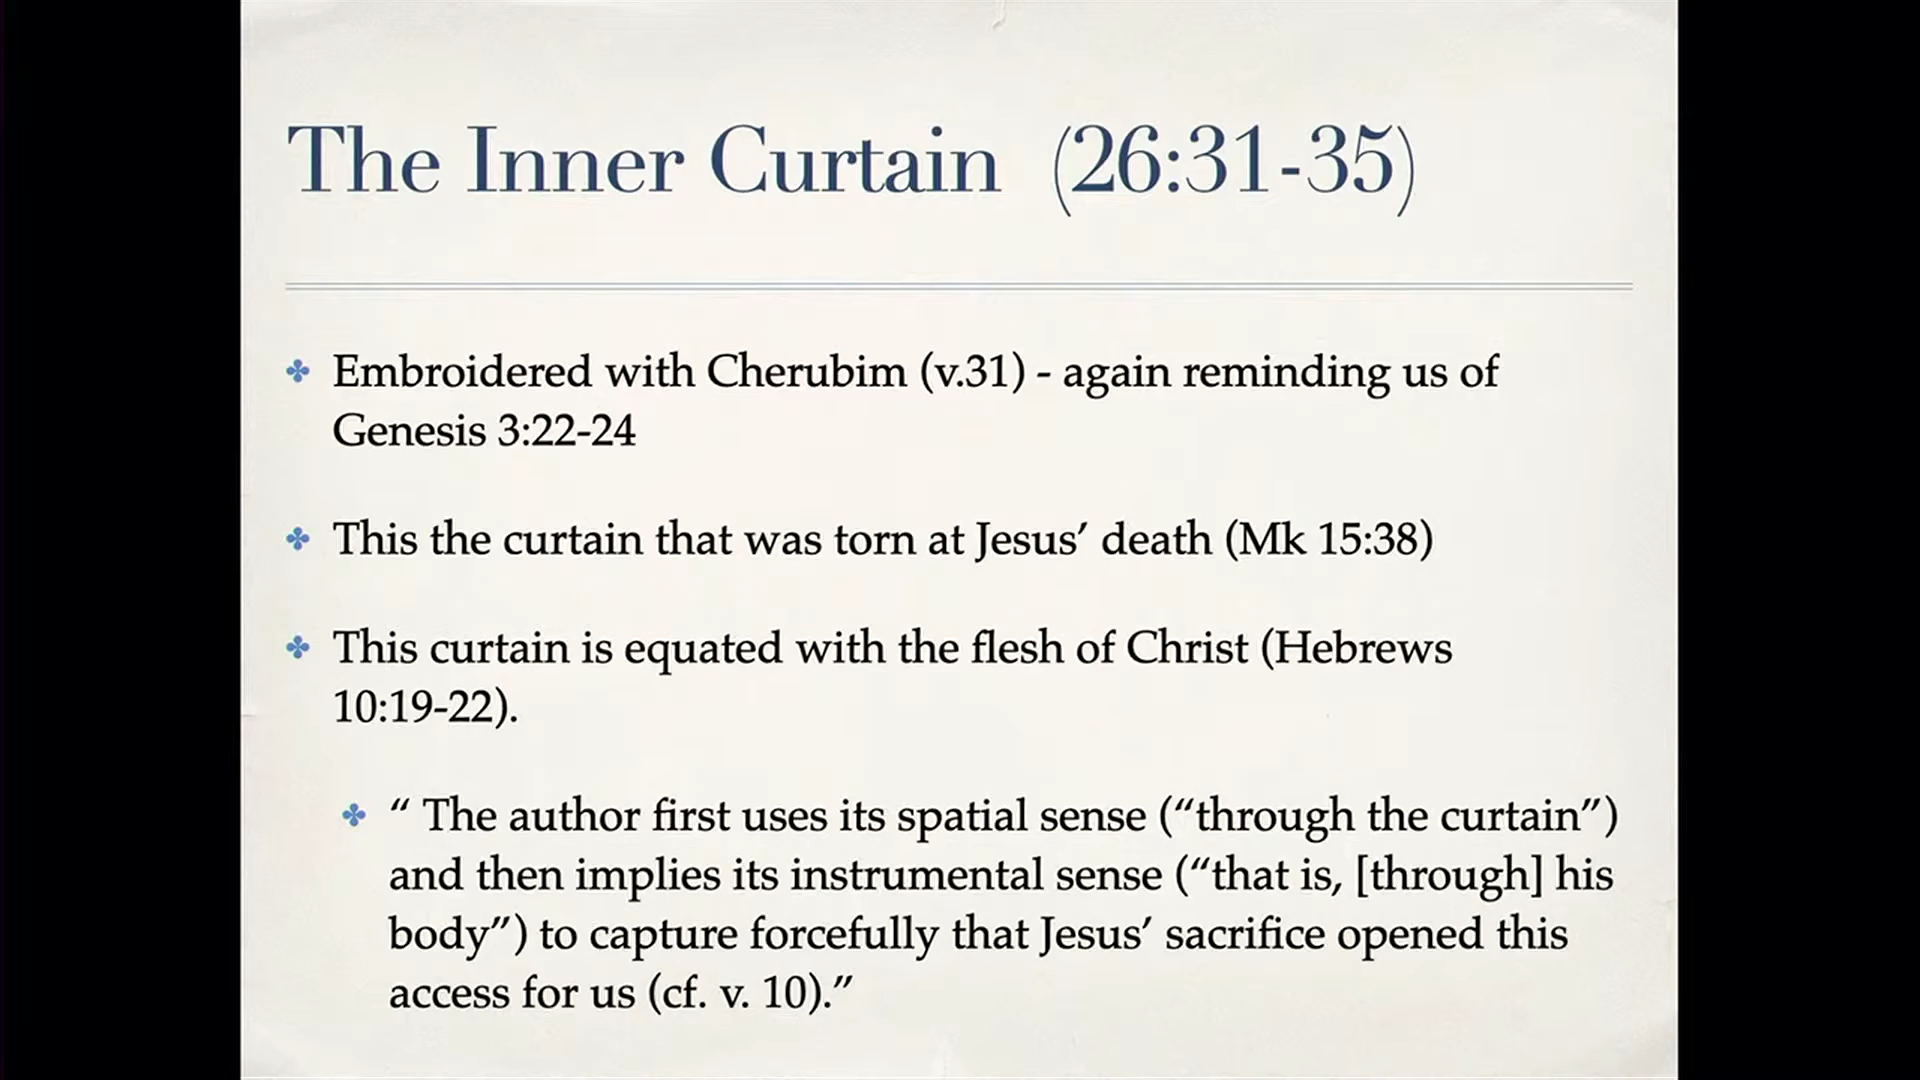 The Inner Curtain (26:31-35)
Embroidered with Cherubim (v.31) - again reminding us of
Genesis 3:22-24
This the curtain that was torn at Jesus’ death (Mk 15:38)
This curtain is equated with the flesh of Christ (Hebrews
10:19-22).
“ The author first uses its spatial sense (“through the curtain”)
and then implies its instrumental sense (“that is, [through] his
body”) to capture forcefully that Jesus’ sacrifice opened this
access for us (cf. v. 10).”